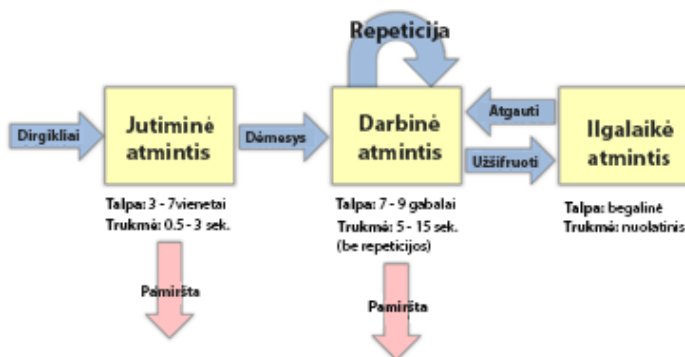 Repeticija
Dirgikliai
Jutiminė
atmintis
Dėmesys
Darbinė
atmintis
Atgauti
Užšifruoti
Ilgalaikė
atmintis
Talpa: 3 - 7vienetai
Trukmė: 0.5 - 3 sek.
Talpa: 7 - 9 gabalai
Trukmė: 5 - 15 sek.
(be repeticijos)
Talpa: begalinė
Trukmė: nuolatinis
Pamiršta
Pamiršta